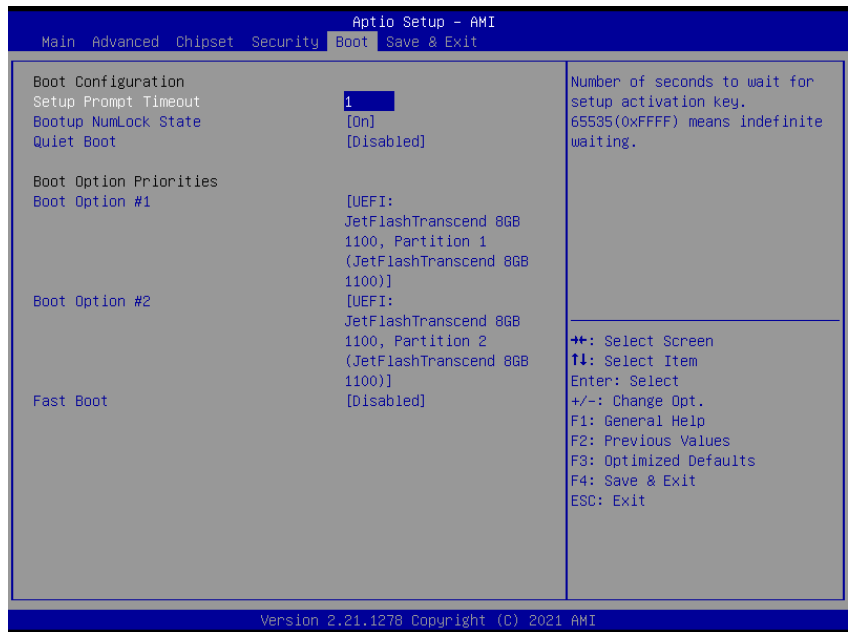 Aptio Setup - AMI
Main Advanced Chipset Security Boot Save & Exit
Boot Configuration
Setup Prompt Timeout 1
Bootup NumLock State [On]
Quiet Boot [Disabled]
Boot Option Priorities
Boot Option #1 [UEFI:
JetFlashTranscend 8GB
1100, Partition 1
(JetFlashTranscend 8GB
1100)]
Boot Option #2 [UEFI:
JetFlashTranscend 8GB
1100, Partition 2
(JetFlashTranscend 8GB
1100)]
Fast Boot [Disabled]
Number of seconds to wait for
setup activation key.
65535(0xFFFF) means indefinite
waiting.
→←: Select Screen
↑↓: Select Item
Enter: Select
+/-: Change Opt.
F1: General Help
F2: Previous Values
F3: Optimized Defaults
F4: Save & Exit
ESC: Exit
Version 2.21.1278 Copyright (C) 2021 AMI